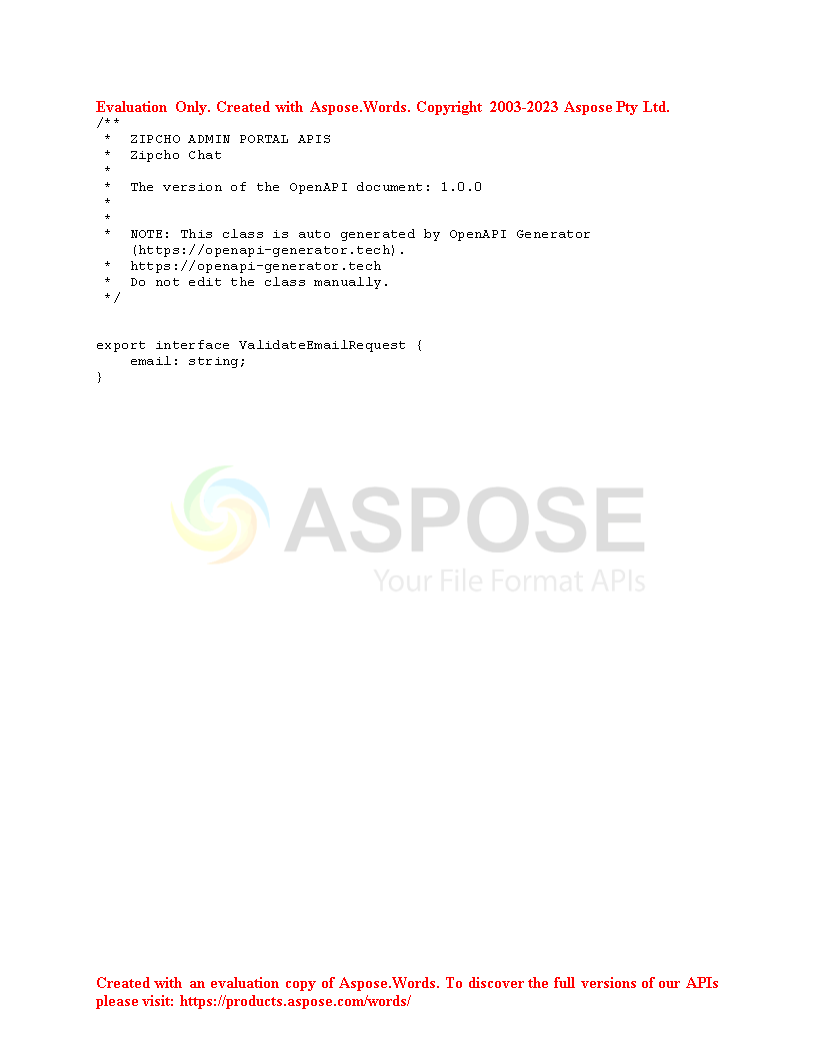 Evaluation Only. Created with Aspose.Words. Copyright 2003-2023 Aspose Pty Ltd.
/**
 *  ZIPCHO ADMIN PORTAL APIS
 *  Zipcho Chat
 *
 *  The version of the OpenAPI document: 1.0.0
 *
 *
 *  NOTE: This class is auto generated by OpenAPI Generator
    (https://openapi-generator.tech).
 *  https://openapi-generator.tech
 *  Do not edit the class manually.
 */
export interface ValidateEmailRequest {
    email: string;
}
ASPOSE
Your File Format APIs
Created with an evaluation copy of Aspose.Words. To discover the full versions of our APIs
please visit: https://products.aspose.com/words/